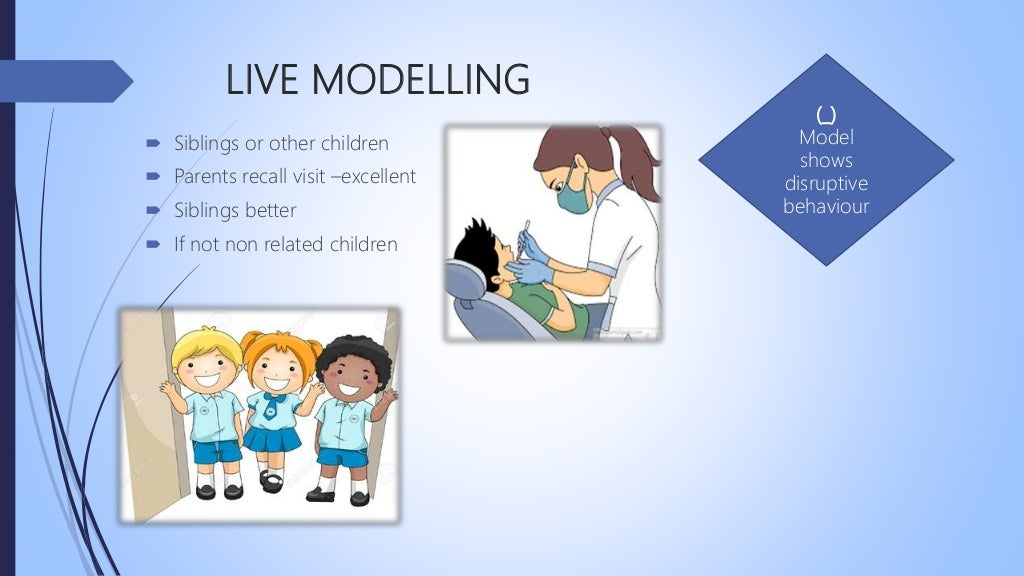 LIVE MODELLING
Siblings or other children
Parents recall visit –excellent
Siblings better
If not non related children
(_)
Model
shows
disruptive
behaviour